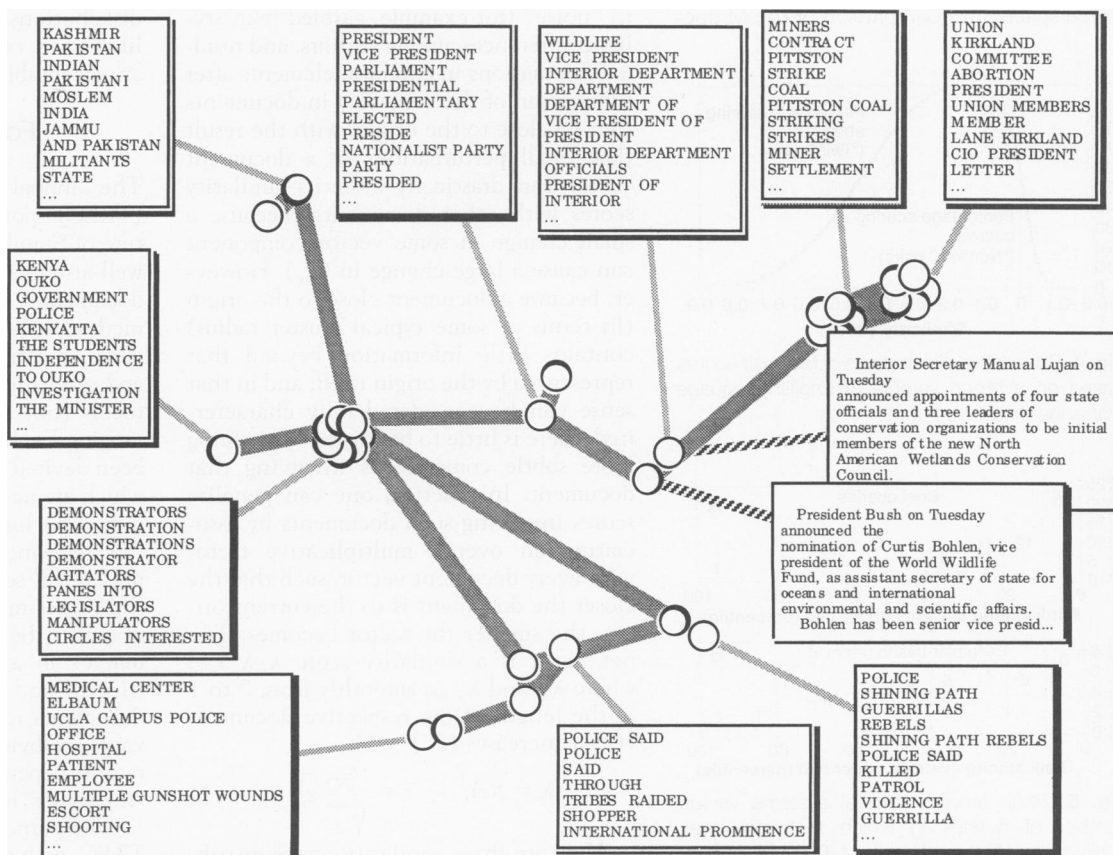 KASHMIR
PAKISTAN
INDIAN
PAKISTANI
MOSLEM
INDIA
JAMMU
AND PAKISTAN
MILITANTS
STATE
...
PRESIDENT
VICE PRESIDENT
PARLIAMENT
PRESIDENTIAL
PARLIAMENTARY
ELECTED
PRESIDE
NATIONALIST PARTY
PARTY
PRESIDED
...
WILDLIFE
VICE PRESIDENT
INTERIOR DEPARTMENT
DEPARTMENT
DEPARTMENT OF
VICE PRESIDENT OF
PRESIDENT
INTERIOR DEPARTMENT
OFFICIALS
PRESIDENT OF
INTERIOR
...
MINERS
CONTRACT
PITTSTON
STRIKE
COAL
PITTSTON COAL
STRIKING
STRIKES
MINER
SETTLEMENT
...
UNION
KIRKLAND
COMMITTEE
ABORTION
PRESIDENT
UNION MEMBERS
MEMBER
LANE KIRKLAND
CIO PRESIDENT
LETTER
...
KENYA
OUKO
GOVERNMENT
POLICE
KENYATTA
THE STUDENTS
INDEPENDENCE
TO OUKO
INVESTIGATION
THE MINISTER
...
Interior Secretary Manual Lujan on
Tuesday
announced appointments of four state
officials and three leaders of
conservation organizations to be initial
members of the new North
American Wetlands Conservation
Council.
President Bush on Tuesday
announced the
nomination of Curtis Bohlen, vice
president of the World Wildlife
Fund, as assistant secretary of state for
oceans and international
environmental and scientific affairs.
Bohlen has been senior vice presid...
DEMONSTRATORS
DEMONSTRATION
DEMONSTRATIONS
DEMONSTRATOR
AGITATORS
PANES INTO
LEGISLATORS
MANIPULATORS
CIRCLES INTERESTED
MEDICAL CENTER
ELBAUM
UCLA CAMPUS POLICE
OFFICE
HOSPITAL
PATIENT
EMPLOYEE
MULTIPLE GUNSHOT WOUNDS
ESCORT
SHOOTING
...
POLICE SAID
POLICE
SAID
THROUGH
TRIBES RAIDED
SHOPPER
INTERNATIONAL PROMINENCE
POLICE
SHINING PATH
GUERRILLAS
REBELS
SHINING PATH REBELS
POLICE SAID
KILLED
PATROL
VIOLENCE
GUERRILLA
...